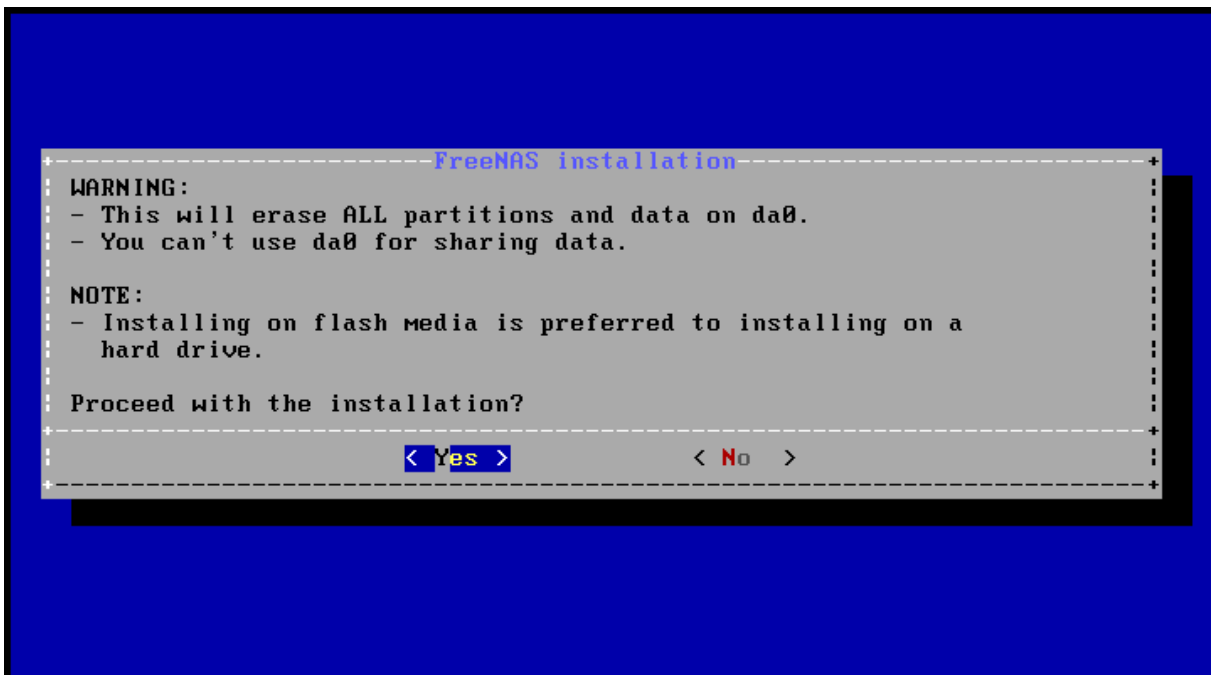 FreeNAS installation
WARNING:
- This will erase ALL partitions and data on da0.
- You can't use da0 for sharing data.
NOTE:
- Installing on flash media is preferred to installing on a
hard drive.
Proceed with the installation?
< Yes > < No >